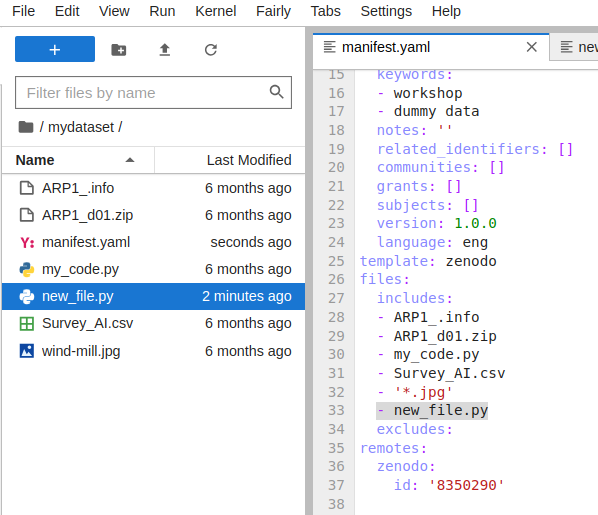 File Edit View Run Kernel Fairly Tabs Settings Help
+
Filter files by name
/ mydataset /
Name Last Modified
ARP1_.info 6 months ago
ARP1_d01.zip 6 months ago
Y: manifest.yaml seconds ago
my_code.py 6 months ago
new_file.py 2 minutes ago
Survey_AI.csv 6 months ago
wind-mill.jpg 6 months ago
manifest.yaml new
15 keywords:
16 - workshop
17 - dummy data
18 notes: ''
19 related_identifiers: []
20 communities: []
21 grants: []
22 subjects: []
23 version: 1.0.0
24 language: eng
25 template: zenodo
26 files:
27 includes:
28 - ARP1_.info
29 - ARP1_d01.zip
30 - my_code.py
31 - Survey_AI.csv
32 - '*.jpg'
33 - new_file.py
34 excludes:
35 remotes:
36 zenodo:
37 id: '8350290'
38